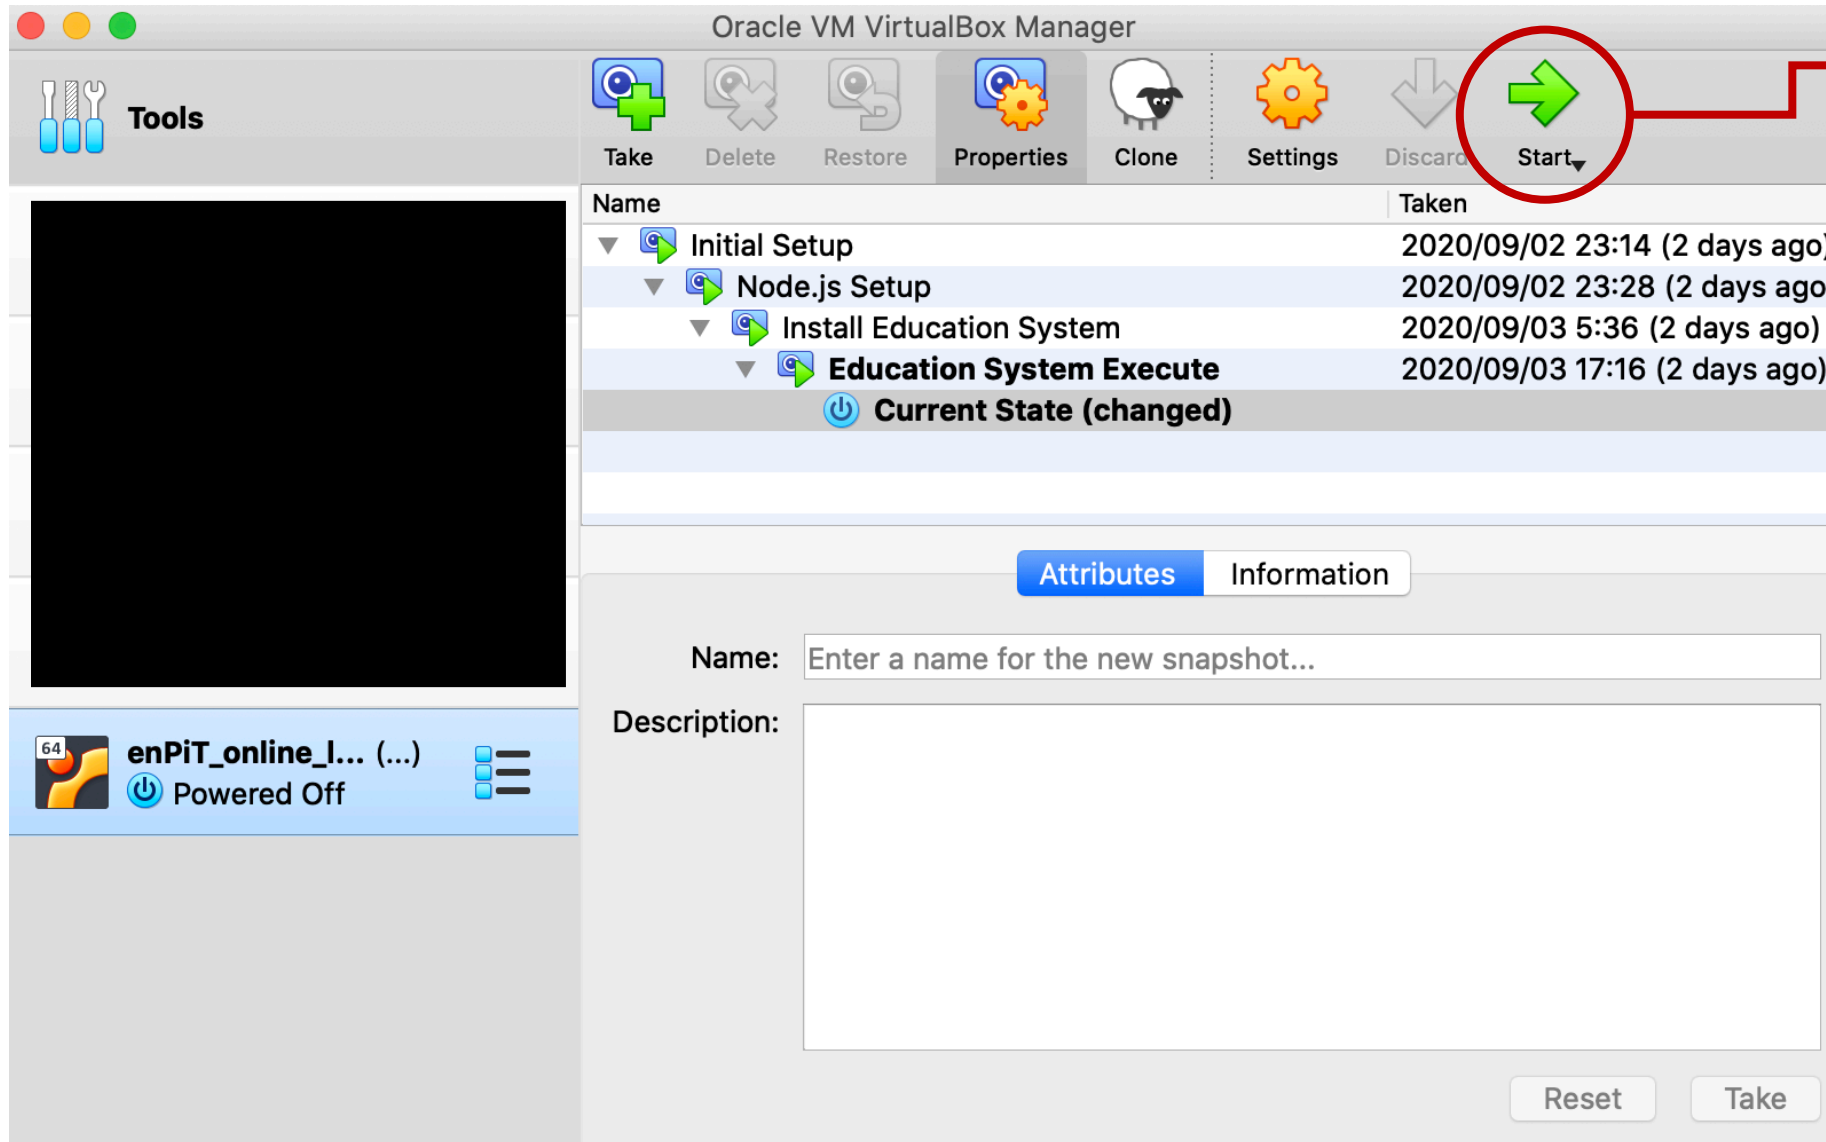 Oracle VM VirtualBox Manager
Tools
Take
Delete
Restore
Properties
Clone
Settings
Discard
Start
Name
Taken
Initial Setup
2020/09/02 23:14 (2 days ago)
Node.js Setup
2020/09/02 23:28 (2 days ago
Install Education System
2020/09/03 5:36 (2 days ago)
Education System Execute
2020/09/03 17:16 (2 days ago)
Current State (changed)
Attributes
Information
Name:
Enter a name for the new snapshot...
Description:
64
enPiT_online_l... (...)
Powered Off
Reset
Take